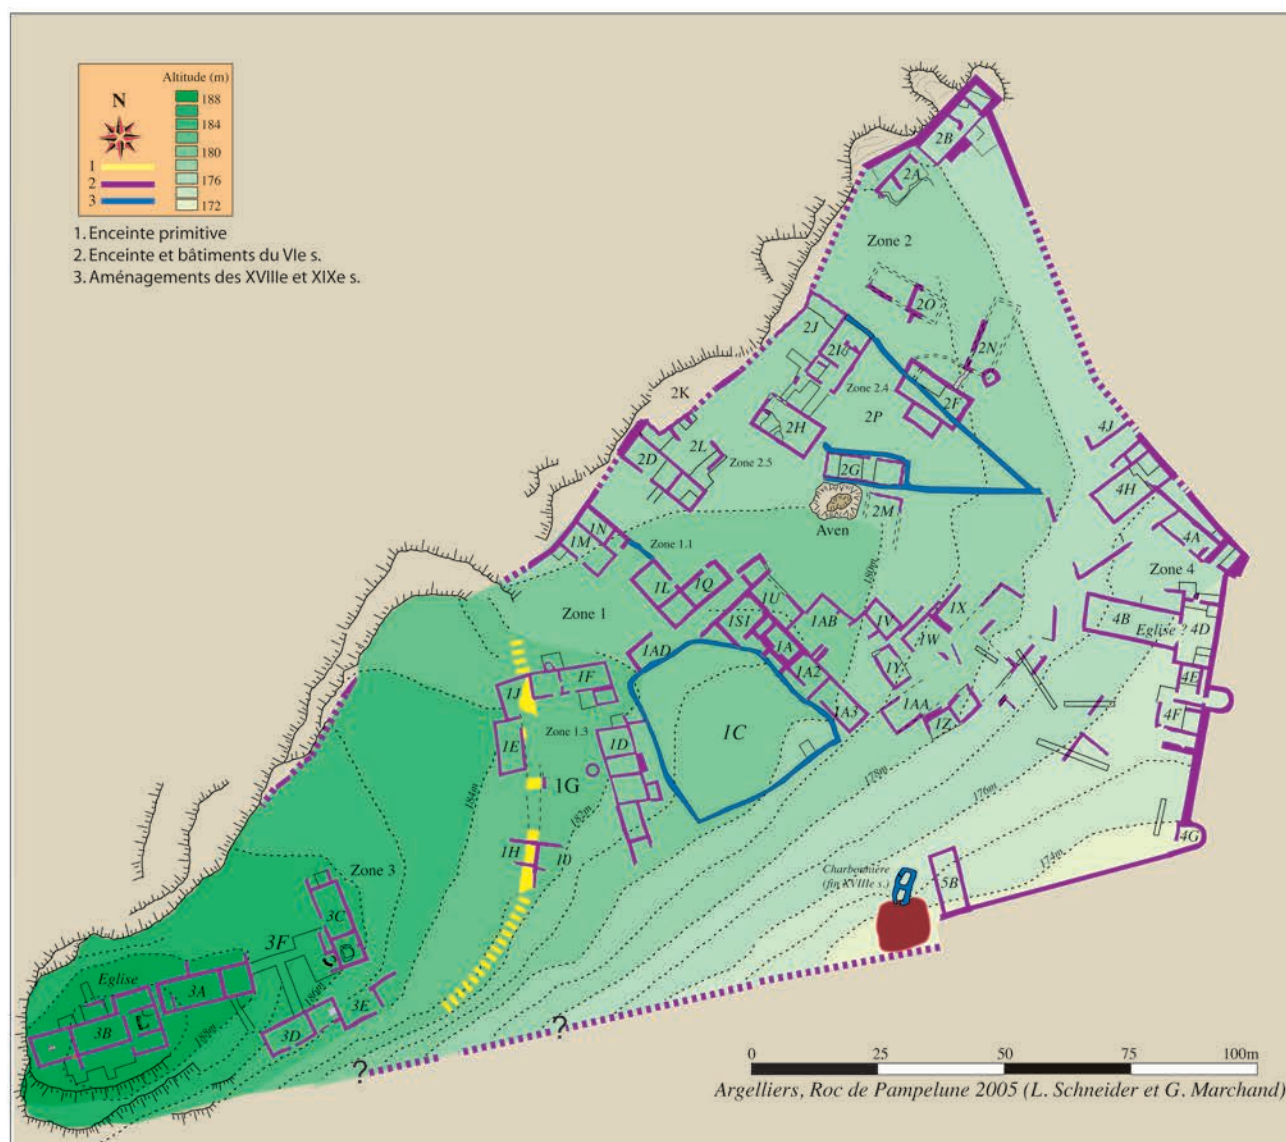 Altitude (m)
N
188
184
180
176
172
1
2
3
1. Enceinte primitive
2. Enceinte et bâtiments du VIe s.
3. Aménagements des XVIIIe et XIXe s.
2B
2A
Zone 2
2O
2N
2J
2I
Zone 2.4
2F
2P
2K
2H
2L
2D
Zone 2.5
2G
2M
Aven
4J
4H
4A
Zone 4
1N
1M
Zone 1.1
1L
1Q
180m
Zone 1
1U
1S1
1AB
1V
1X
1W
4B
Eglise ?
4D
1AD
1A
1A2
1Y
4E
1F
1J
1A3
1AA
1Z
4F
1E
Zone 1.3
1D
1C
1G
184m
182m
178m
176m
4G
174m
1H
Charbonnière
(fin XVIIIe s.)
5B
Zone 3
3C
3F
Eglise
3A
3B
186m
188m
3E
3D
?
?
0
25
50
75
100m
Argelliers, Roc de Pampelune 2005 (L. Schneider et G. Marchand)